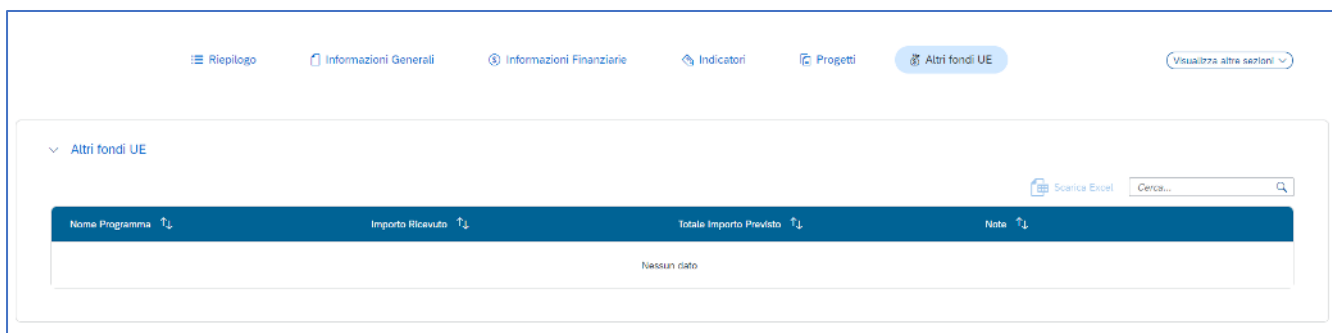 Riepilogo Informazioni Generali Informazioni Finanziarie Indicatori Progetti Altri fondi UE Visualizza altre sezioni
Altri fondi UE
Scarica Excel Cerca...
Nome Programma Importo Ricevuto Totale Importo Previsto Note
Nessun dato